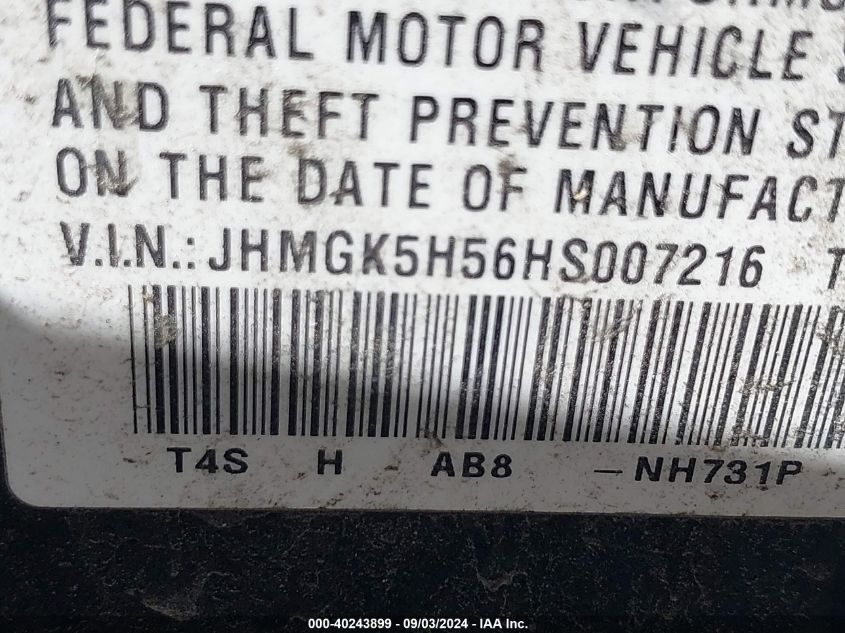 FEDERAL MOTOR VEHICLE
AND THEFT PREVENTION ST
ON THE DATE OF MANUFACT
V.I.N.: JHMGK5H56HS007216 T
T4S H AB8 –NH731P
000-40243899 - 09/03/2024 - IAA Inc.